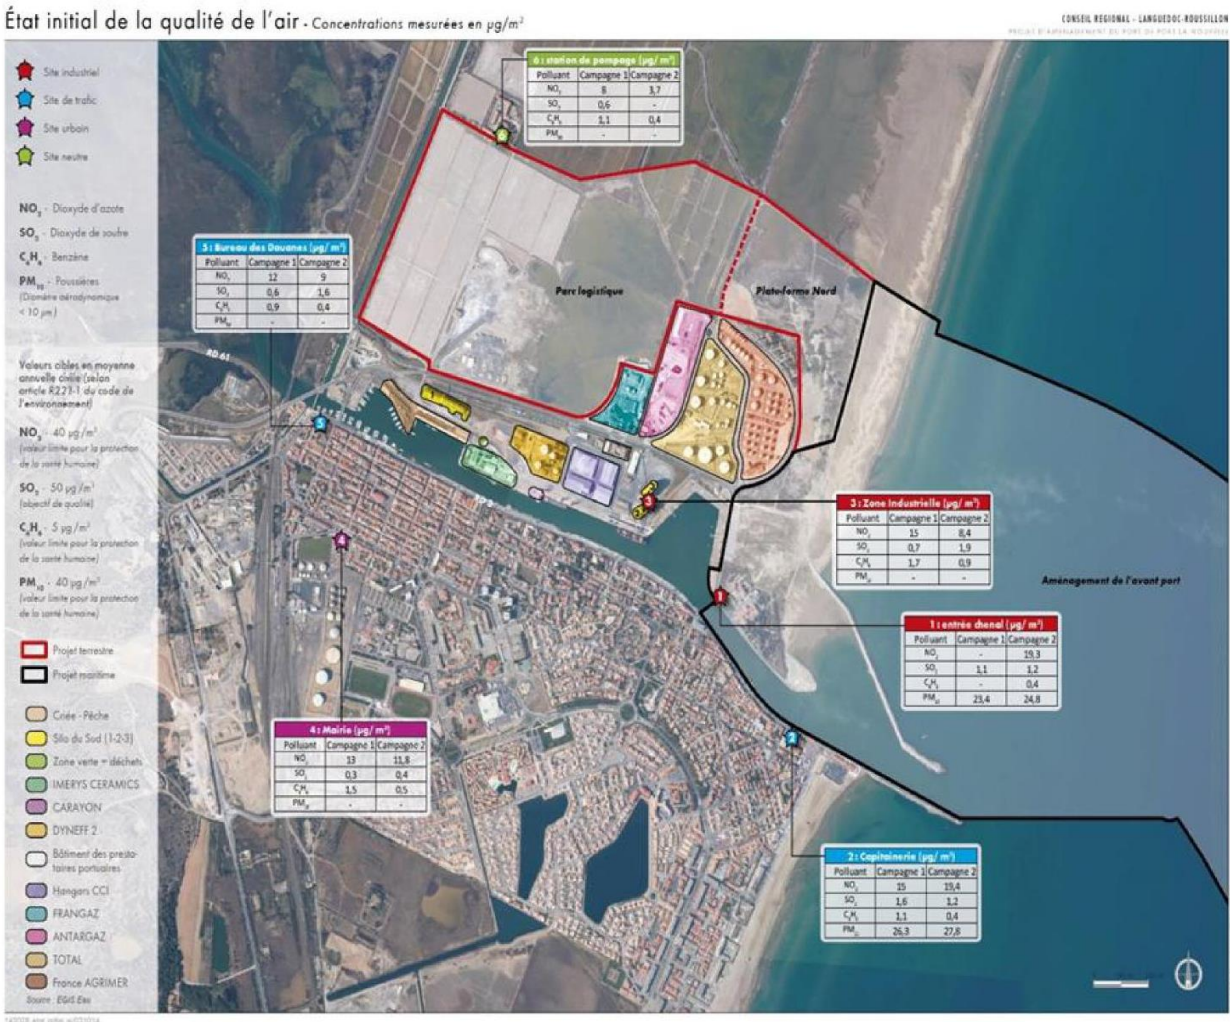 État initial de la qualité de l'air - Concentrations mesurées en µg/m³
CONSEIL REGIONAL - LANGUEDOC-ROUSSILLON
Site industriel
Site de trafic
Site urbain
Site neutre
NO₂ - Dioxyde d'azote
SO₂ - Dioxyde de soufre
C₆H₆ - Benzène
PM₁₀ - Poussières
(Diamètre aérodynamique
< 10 µm)
Valeurs cibles en moyenne
annuelle civile (selon
article R221-1 du code de
l'environnement)
NO₂ - 40 µg/m³
(valeur limite pour la protection
de la santé humaine)
SO₂ - 50 µg/m³
(objectif de qualité)
C₆H₆ - 5 µg/m³
(valeur limite pour la protection
de la santé humaine)
PM₁₀ - 40 µg/m³
(valeur limite pour la protection
de la santé humaine)
Projet terrestre
Projet maritime
Criée - Pêche
Silo du Sud (1-2-3)
Zone verte = déchets
IMERYS CERAMICS
CARAYON
DYNEFF 2
Bâtiment des presta-
taires portuaires
Hangars CCI
FRANGAZ
ANTARGAZ
TOTAL
France AGRIMER
Source : EGIS Eau
6 : station de pompage (µg/ m³)
Polluant Campagne 1 Campagne 2
NO₂ 8 3,7
SO₂ 0,6 -
C₆H₆ 1,1 0,4
PM₁₀ - -
6
5 : Bureau des Douanes (µg/ m³)
Polluant Campagne 1 Campagne 2
NO₂ 12 9
SO₂ 0,6 1,6
C₆H₆ 0,9 0,4
PM₁₀ - -
Parc logistique
Plate-forme Nord
RD 61
5
3
4
3 : Zone Industrielle (µg/ m³)
Polluant Campagne 1 Campagne 2
NO₂ 15 8,4
SO₂ 0,7 1,9
C₆H₆ 1,7 0,9
PM₁₀ - -
Aménagement de l'avant port
1
1 : entrée chenal (µg/ m³)
Polluant Campagne 1 Campagne 2
NO₂ - 19,3
SO₂ 1,1 1,2
C₆H₆ - 0,4
PM₁₀ 23,4 24,8
4 : Mairie (µg/ m³)
Polluant Campagne 1 Campagne 2
NO₂ 13 11,8
SO₂ 0,3 0,4
C₆H₆ 1,5 0,5
PM₁₀ - -
2
2 : Capitainerie (µg/ m³)
Polluant Campagne 1 Campagne 2
NO₂ 15 19,4
SO₂ 1,6 1,2
C₆H₆ 1,1 0,4
PM₁₀ 26,3 27,8